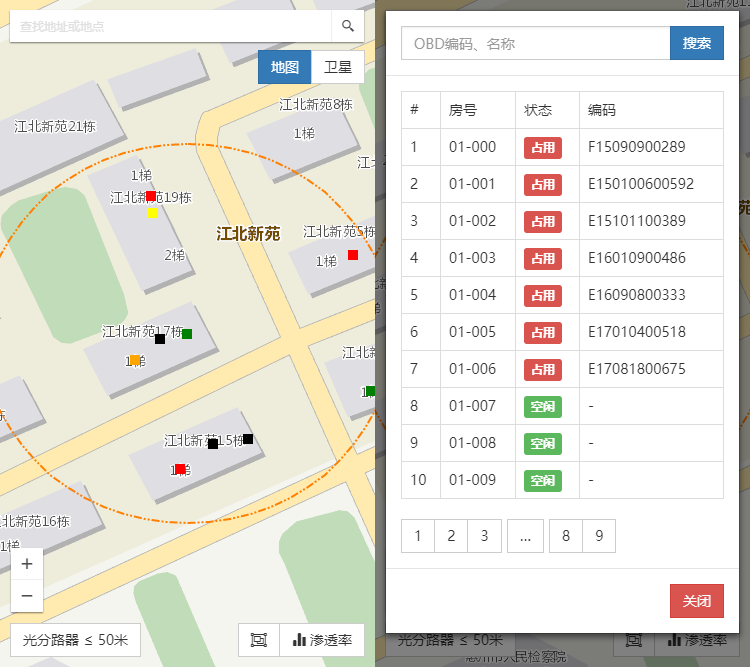 查找地址或地点
地图 卫星
江北新苑8栋
1梯
江北新苑21栋
1梯
江北新苑19栋
江北新苑
江北新苑5栋
2梯
1梯
江北新苑17栋
江北新
1梯
江北新苑15栋
1梯
北新苑16栋
1梯
+
−
光分路器 ≤ 50米
渗透率
OBD编码、名称
搜索
# 房号 状态 编码
1 01-000 占用 F15090900289
2 01-001 占用 E150100600592
3 01-002 占用 E15101100389
4 01-003 占用 E16010900486
5 01-004 占用 E16090800333
6 01-005 占用 E17010400518
7 01-006 占用 E17081800675
8 01-007 空闲 -
9 01-008 空闲 -
10 01-009 空闲 -
1 2 3 ... 8 9
关闭
光分路器 ≤ 50米
渗透率
惠州市人民检察院